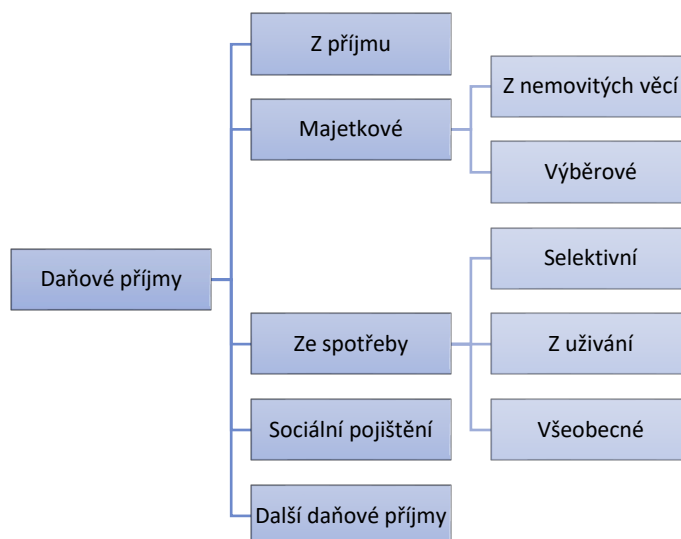 Daňové příjmy
Z příjmu
Majetkové
Z nemovitých věcí
Výběrové
Ze spotřeby
Selektivní
Z užívání
Všeobecné
Sociální pojištění
Další daňové příjmy